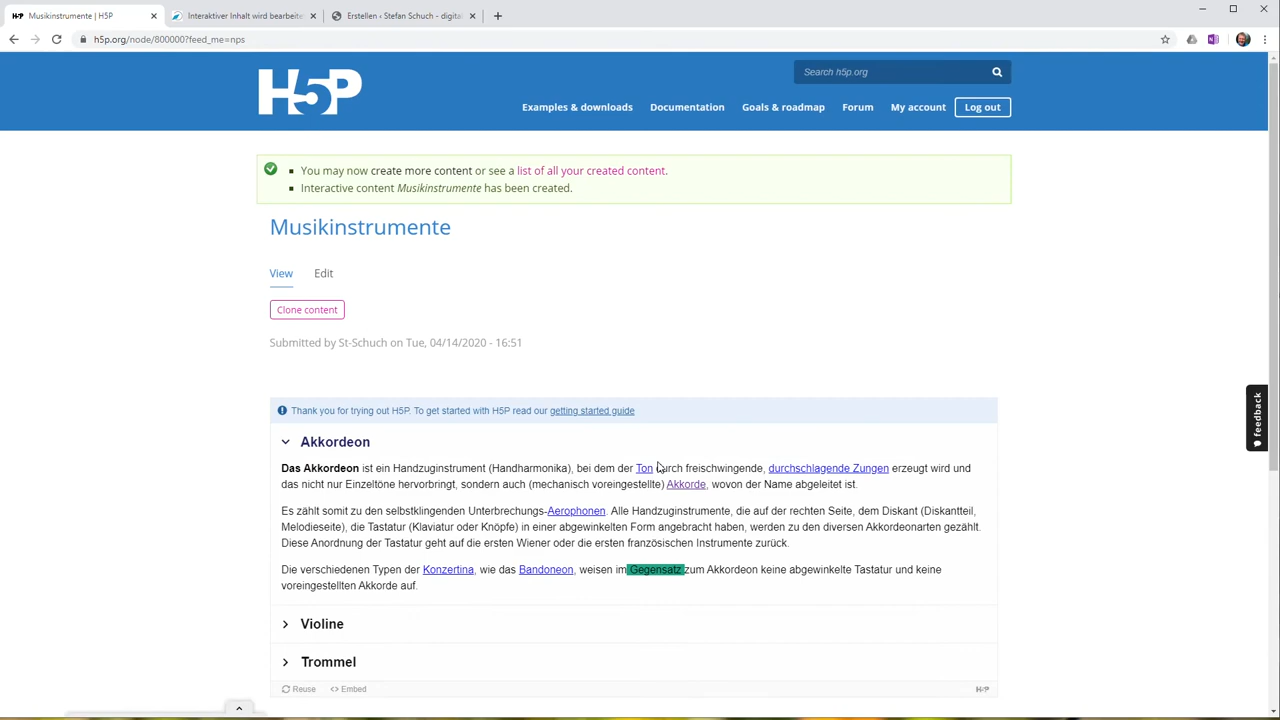 Musikinstrumente | H5P
Interaktiver Inhalt wird bearbeite
Erstellen ‹ Stefan Schuch - digita
h5p.org/node/800000?feed_me=nps
H5P
Search h5p.org
Examples & downloads Documentation Goals & roadmap Forum My account Log out
You may now create more content or see a list of all your created content.
Interactive content Musikinstrumente has been created.
Musikinstrumente
View Edit
Clone content
Submitted by St-Schuch on Tue, 04/14/2020 - 16:51
feedback
Thank you for trying out H5P. To get started with H5P read our getting started guide
Akkordeon
Das Akkordeon ist ein Handzuginstrument (Handharmonika), bei dem der Ton durch freischwingende, durchschlagende Zungen erzeugt wird und
das nicht nur Einzeltöne hervorbringt, sondern auch (mechanisch voreingestellte) Akkorde, wovon der Name abgeleitet ist.
Es zählt somit zu den selbstklingenden Unterbrechungs-Aerophonen. Alle Handzuginstrumente, die auf der rechten Seite, dem Diskant (Diskantteil,
Melodieseite), die Tastatur (Klaviatur oder Knöpfe) in einer abgewinkelten Form angebracht haben, werden zu den diversen Akkordeonarten gezählt.
Diese Anordnung der Tastatur geht auf die ersten Wiener oder die ersten französischen Instrumente zurück.
Die verschiedenen Typen der Konzertina, wie das Bandoneon, weisen im Gegensatz zum Akkordeon keine abgewinkelte Tastatur und keine
voreingestellten Akkorde auf.
Violine
Trommel
Reuse Embed H5P